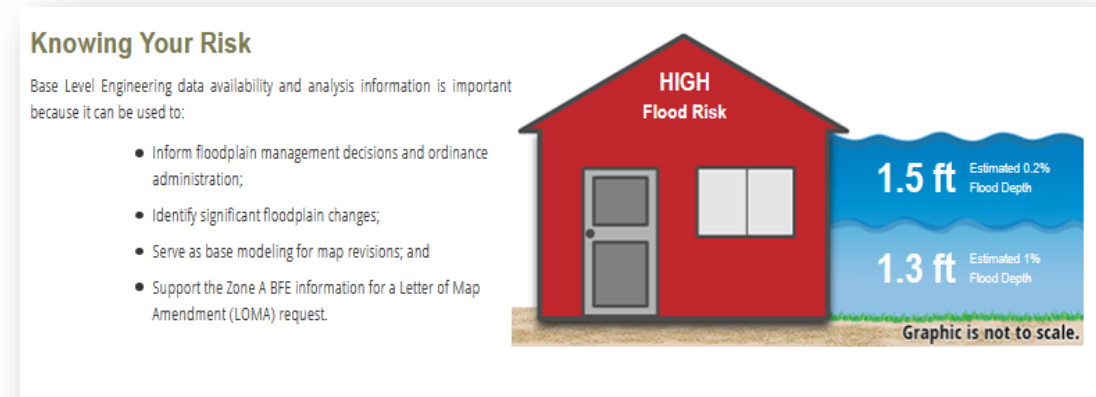 Knowing Your Risk
Base Level Engineering data availability and analysis information is important
because it can be used to:
● Inform floodplain management decisions and ordinance
administration;
● Identify significant floodplain changes;
● Serve as base modeling for map revisions; and
● Support the Zone A BFE information for a Letter of Map
Amendment (LOMA) request.
HIGH
Flood Risk
1.5 ft
Estimated 0.2%
Flood Depth
1.3 ft
Estimated 1%
Flood Depth
Graphic is not to scale.